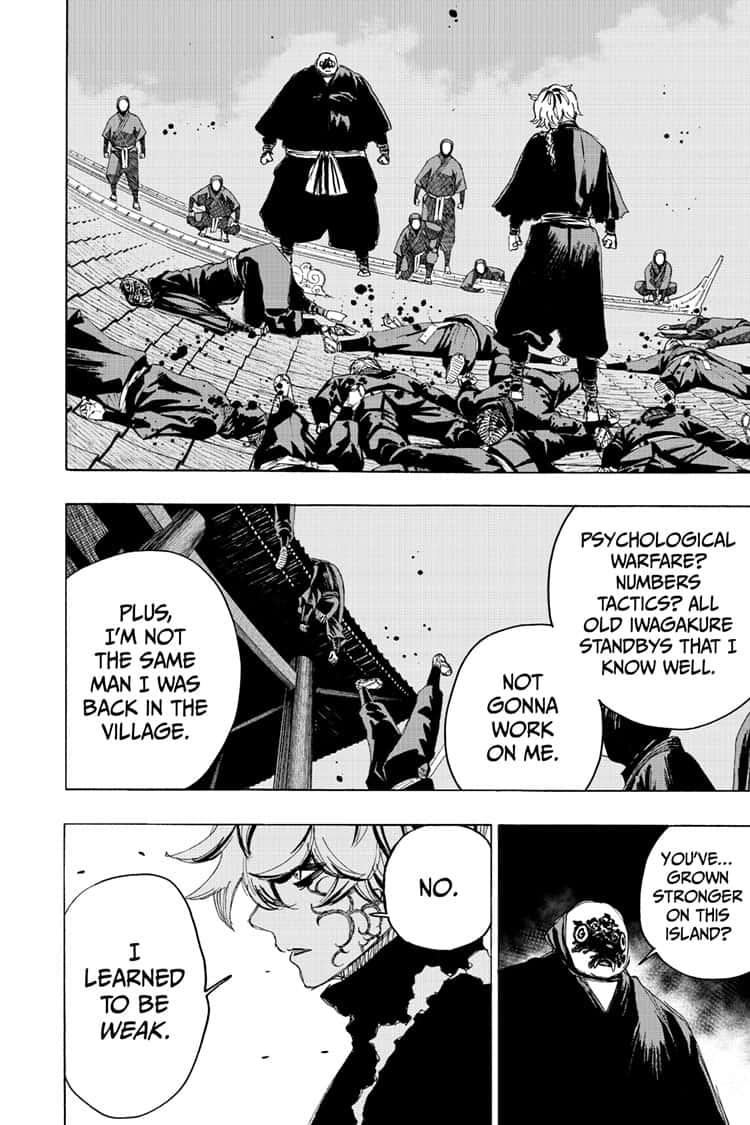 PSYCHOLOGICAL
WARFARE?
NUMBERS
TACTICS? ALL
OLD IWAGAKURE
STANDBYS THAT I
KNOW WELL.
NOT
GONNA
WORK
ON ME.
PLUS,
I'M NOT
THE SAME
MAN I WAS
BACK IN THE
VILLAGE.
YOU'VE...
GROWN
STRONGER
ON THIS
ISLAND?
NO.
I
LEARNED
TO BE
WEAK.